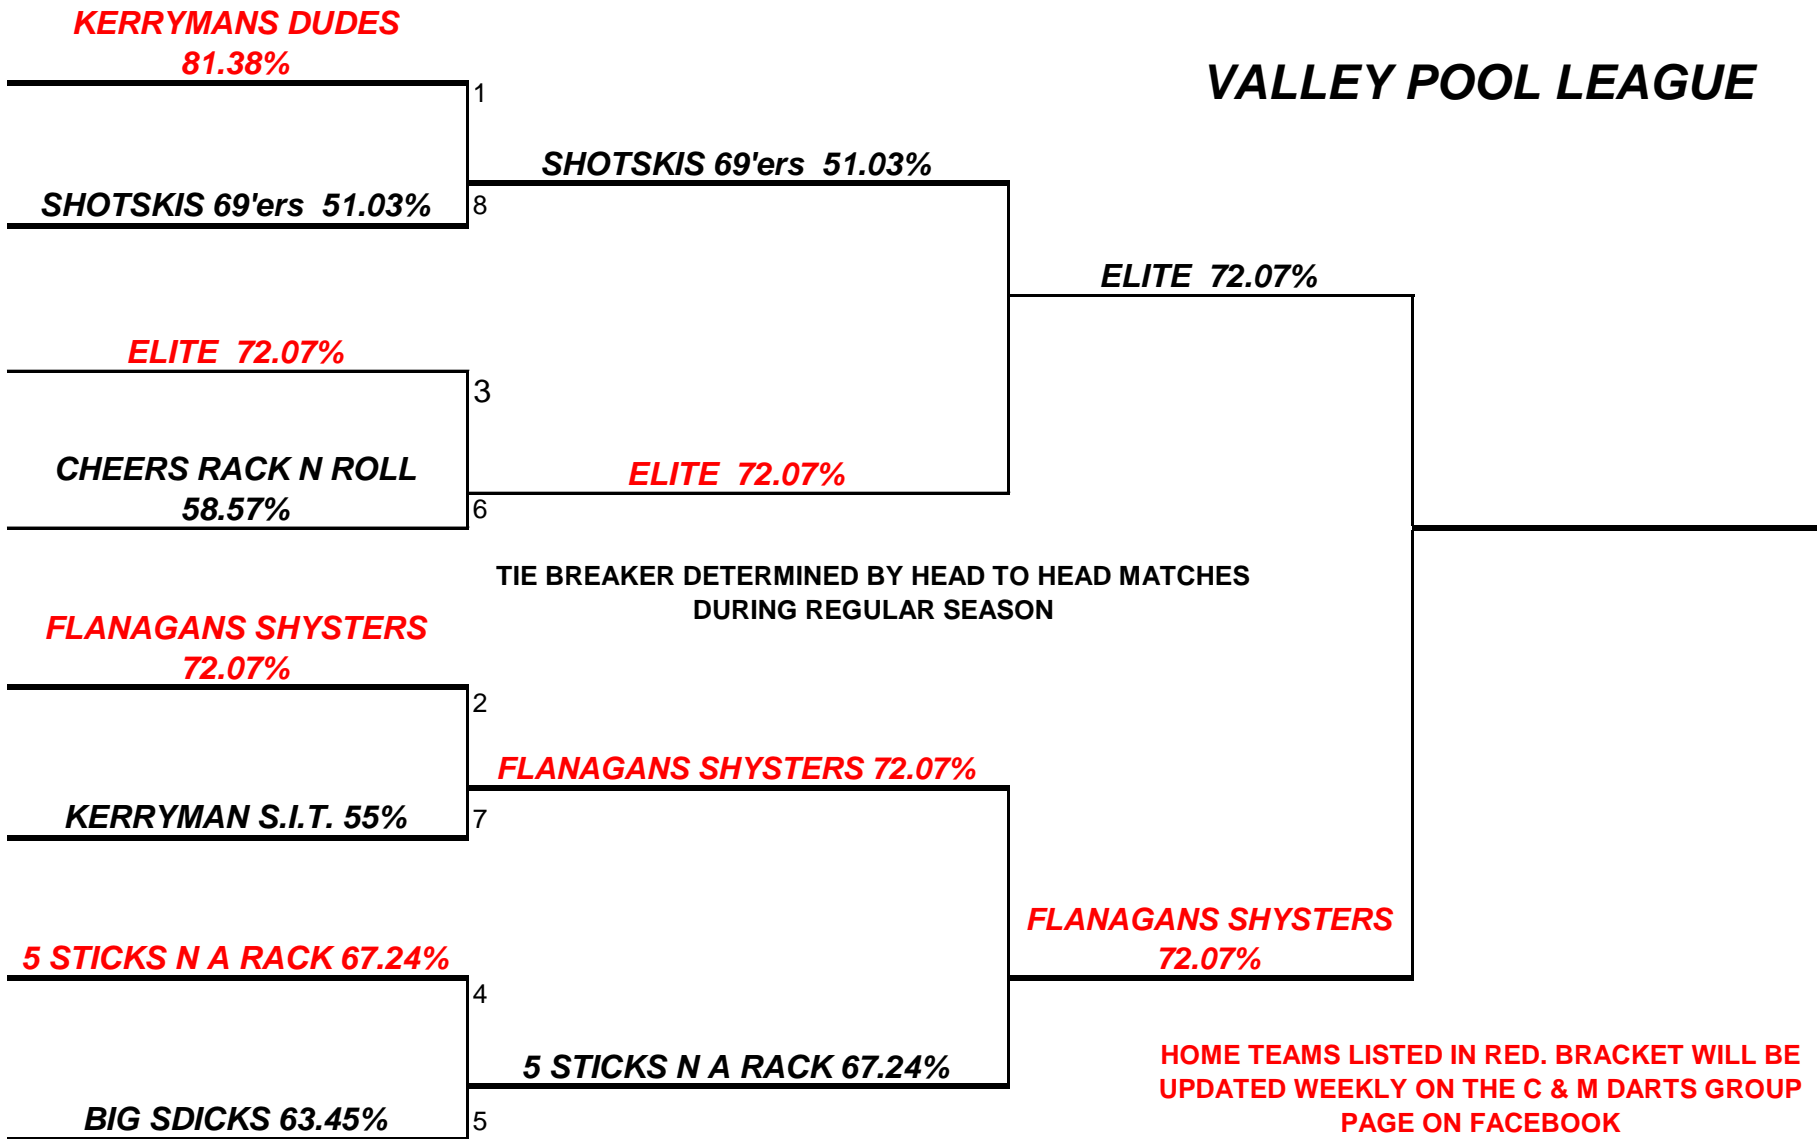 KERRYMANS DUDES
81.38%
VALLEY POOL LEAGUE
1
SHOTSKIS 69'ers  51.03%
SHOTSKIS 69'ers  51.03%
8
ELITE  72.07%
ELITE  72.07%
3
CHEERS RACK N ROLL
58.57%
ELITE  72.07%
6
TIE BREAKER DETERMINED BY HEAD TO HEAD MATCHES
DURING REGULAR SEASON
FLANAGANS SHYSTERS
72.07%
2
FLANAGANS SHYSTERS 72.07%
KERRYMAN S.I.T. 55%
7
FLANAGANS SHYSTERS
72.07%
5 STICKS N A RACK 67.24%
4
5 STICKS N A RACK 67.24%
BIG SDICKS 63.45%
5
HOME TEAMS LISTED IN RED. BRACKET WILL BE
UPDATED WEEKLY ON THE C & M DARTS GROUP
PAGE ON FACEBOOK